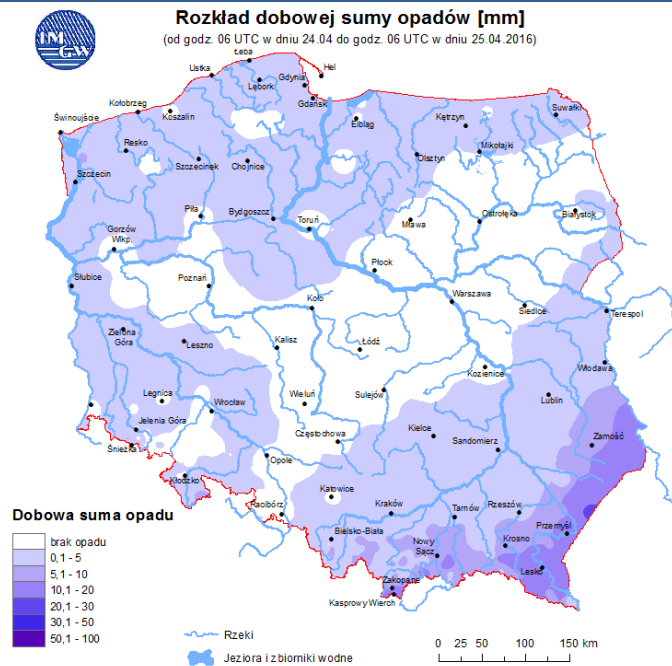 IMGW
Rozkład dobowej sumy opadów [mm]
(od godz. 06 UTC w dniu 24.04 do godz. 06 UTC w dniu 25.04.2016)
Łeba
Hel
Ustka
Lębork
Gdynia
Gdańsk
Kołobrzeg
Koszalin
Świnoujście
Elbląg
Kętrzyn
Suwałki
Resko
Szczecinek
Chojnice
Olsztyn
Mikołajki
Szczecin
Piła
Bydgoszcz
Toruń
Mława
Ostrołęka
Białystok
Gorzów
Wlkp.
Płock
Słubice
Poznań
Koło
Warszawa
Siedlce
Terespol
Zielona
Góra
Leszno
Kalisz
Łódź
Kozienice
Włodawa
Legnica
Wrocław
Wieluń
Sulejów
Lublin
Jelenia Góra
Częstochowa
Kielce
Sandomierz
Zamość
Śnieżka
Opole
Kłodzko
Katowice
Racibórz
Kraków
Tarnów
Rzeszów
Przemyśl
Bielsko-Biała
Nowy
Sącz
Krosno
Lesko
Zakopane
Kasprowy Wierch
Dobowa suma opadu
brak opadu
0,1 - 5
5,1 - 10
10,1 - 20
20,1 - 30
30,1 - 50
50,1 - 100
Rzeki
Jeziora i zbiorniki wodne
0 25 50 100 150 km